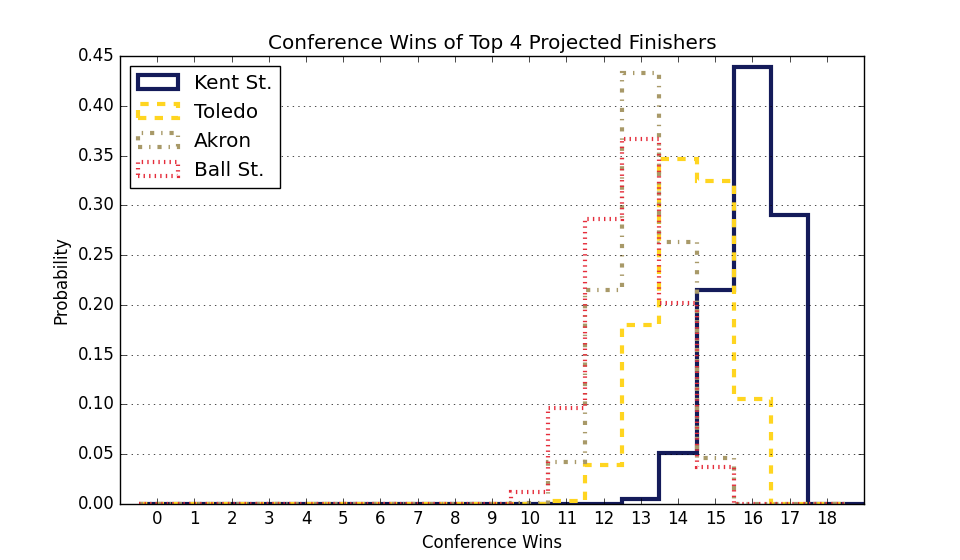 Conference Wins of Top 4 Projected Finishers
0.45
0.40
0.35
0.30
0.25
0.20
0.15
0.10
0.05
0.00
Probability
Kent St.
Toledo
Akron
Ball St.
0 1 2 3 4 5 6 7 8 9 10 11 12 13 14 15 16 17 18
Conference Wins